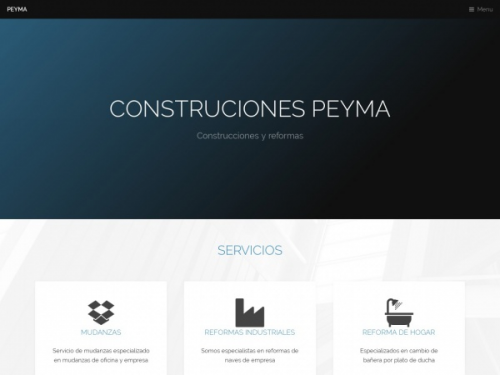 PEYMA
Menu
CONSTRUCIONES PEYMA
Construcciones y reformas
SERVICIOS
MUDANZAS
Servicio de mudanzas especializado
en mudanzas de oficina y empresa
REFORMAS INDUSTRIALES
Somos especialistas en reformas
de naves de empresa
REFORMA DE HOGAR
Especializados en cambio de
bañera por plato de ducha